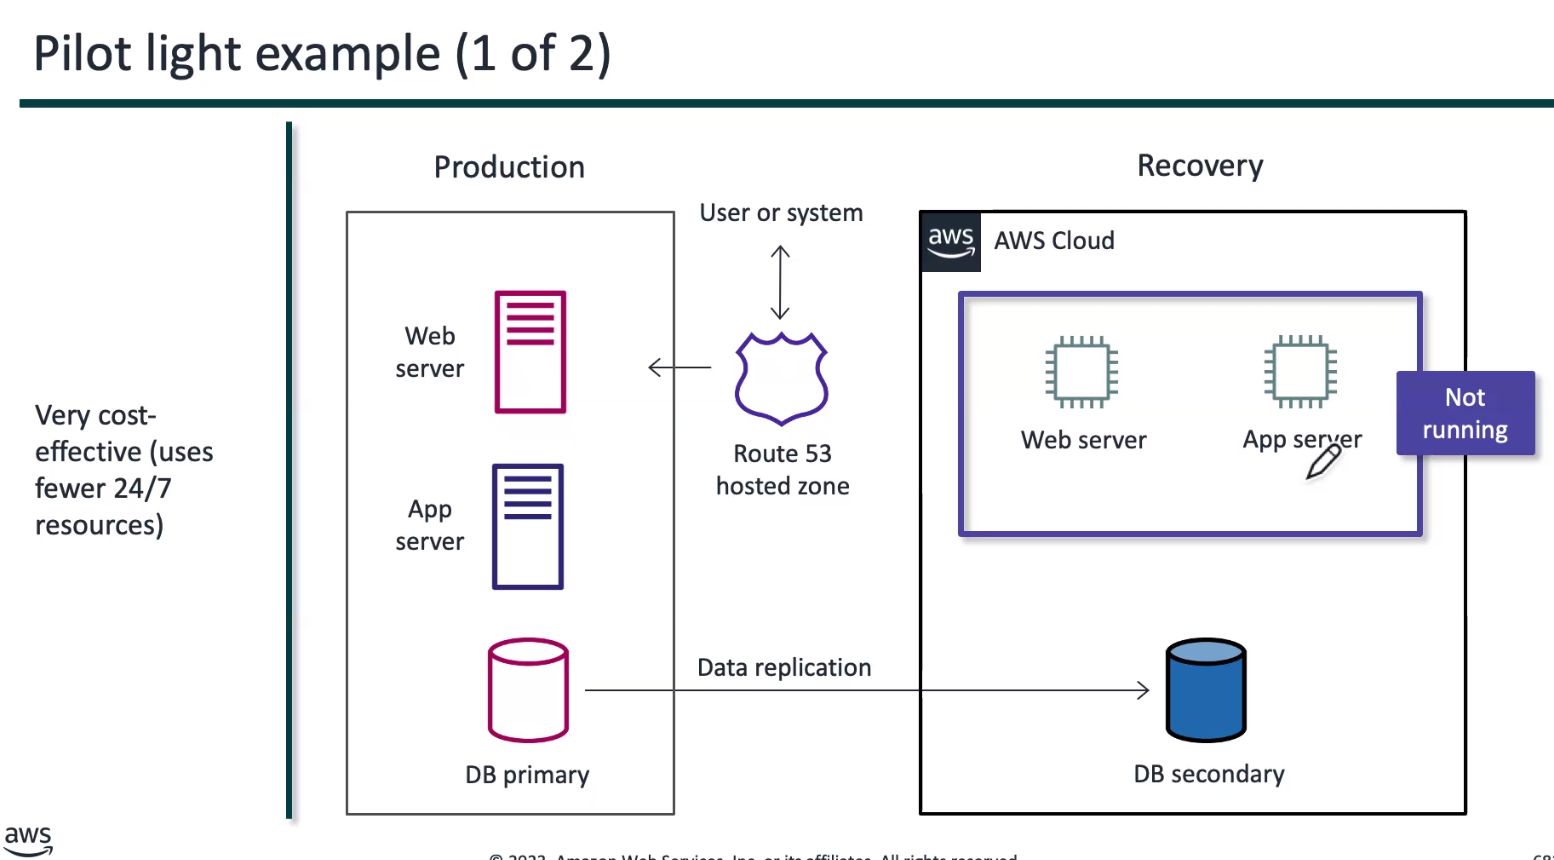 Pilot light example (1 of 2)
Very cost-
effective (uses
fewer 24/7
resources)
Production
Web
server
App
server
DB primary
User or system
Route 53
hosted zone
Data replication
Recovery
aws
AWS Cloud
Web server
App server
Not
running
DB secondary
aws
© 2023, Amazon Web Services, Inc. or its affiliates. All rights reserved.